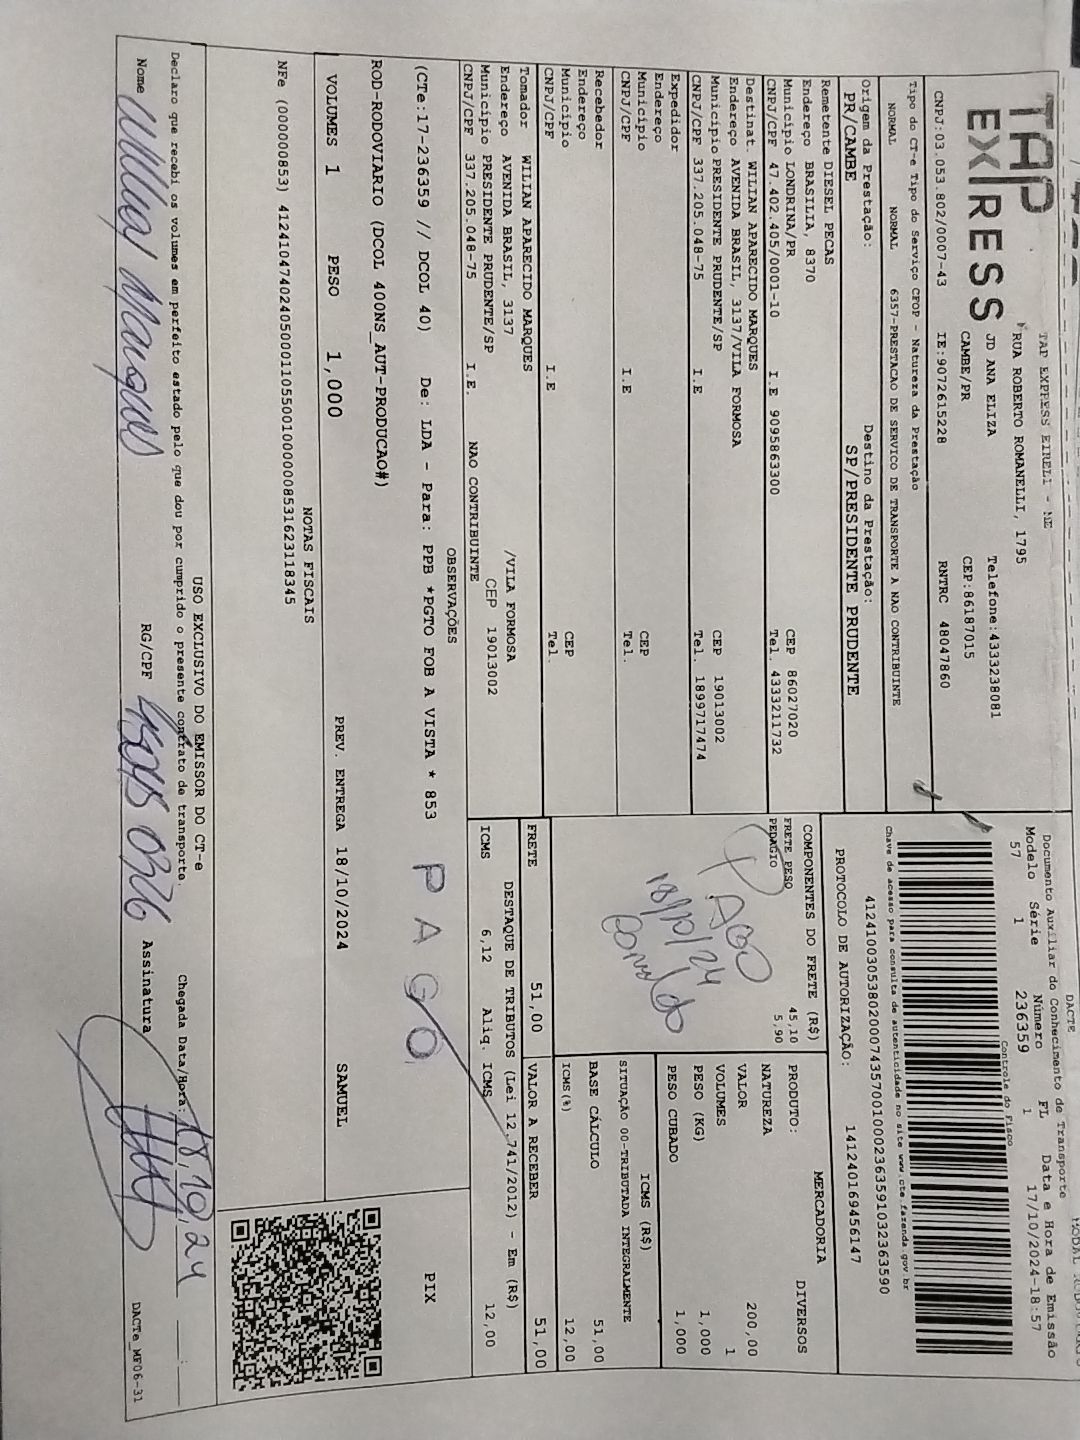 TAP
EXPRESS
TAP EXPRESS EIRELI - ME
RUA ROBERTO ROMANELLI, 1795
JD ANA ELIZA Telefone:4333238081
CAMBE/PR CEP:86187015
CNPJ:03.053.802/0007-43 IE:9072615228 RNTRC 48047860
DACTE
Documento Auxiliar do Conhecimento de Transporte
Modelo Série Número FL Data e Hora de Emissão
57 1 236359 1 17/10/2024-18:57
Controle do Fisco
Tipo do CT-e Tipo do Serviço CFOP - Natureza da Prestação
NORMAL NORMAL 6357-PRESTACAO DE SERVICO DE TRANSPORTE A NAO CONTRIBUINTE
Chave de acesso para consulta de autenticidade no site www.cte.fazenda.gov.br
41241003053802000743570010002363591032363590
Origem da Prestação: Destino da Prestação:
PR/CAMBE SP/PRESIDENTE PRUDENTE
PROTOCOLO DE AUTORIZAÇÃO: 141240169456147
Remetente DIESEL PECAS
Endereço BRASILIA, 8370
Município LONDRINA/PR CEP 86027020
CNPJ/CPF 47.402.405/0001-10 I.E 9095863300 Tel. 4333211732
Destinat. WILIAN APARECIDO MARQUES
Endereço AVENIDA BRASIL, 3137/VILA FORMOSA
Município PRESIDENTE PRUDENTE/SP CEP 19013002
CNPJ/CPF 337.205.048-75 I.E Tel. 1899717474
Expedidor
Endereço
Município CEP
CNPJ/CPF I.E Tel.
Recebedor
Endereço
Município CEP
CNPJ/CPF I.E Tel.
COMPONENTES DO FRETE (R$)
FRETE PESO 45,10
PEDAGIO 5,90
PAGO
18/10/24
MERCADORIA
PRODUTO: DIVERSOS
NATUREZA
VALOR 200,00
VOLUMES 1
PESO (KG) 1,000
PESO CUBADO 1,000
ICMS (R$)
SITUAÇÃO 00-TRIBUTADA INTEGRALMENTE
BASE CÁLCULO 51,00
ICMS(%) 12,00
FRETE 51,00 VALOR A RECEBER 51,00
Tomador WILIAN APARECIDO MARQUES
Endereço AVENIDA BRASIL, 3137 /VILA FORMOSA
Município PRESIDENTE PRUDENTE/SP CEP 19013002
CNPJ/CPF 337.205.048-75 I.E. NAO CONTRIBUINTE
DESTAQUE DE TRIBUTOS (Lei 12.741/2012) - Em (R$)
ICMS 6,12 Aliq. ICMS 12,00
OBSERVAÇÕES
(CTe:17-236359 // DCOL 40) De: LDA - Para: PPB *PGTO FOB A VISTA * 853
PAGO
PIX
ROD-RODOVIARIO (DCOL 400NS_AUT-PRODUCAO#)
VOLUMES 1 PESO 1,000 PREV. ENTREGA 18/10/2024 SAMUEL
NOTAS FISCAIS
NFe (000000853) 41241047402405000110550010000008531623118345
USO EXCLUSIVO DO EMISSOR DO CT-e
Declaro que recebi os volumes em perfeito estado pelo que dou por cumprido o presente contrato de transporte
Chegada Data/Hora: 18,10,24 __:__
Nome Willian Marques RG/CPF Assinatura
DACTe_MF06-31